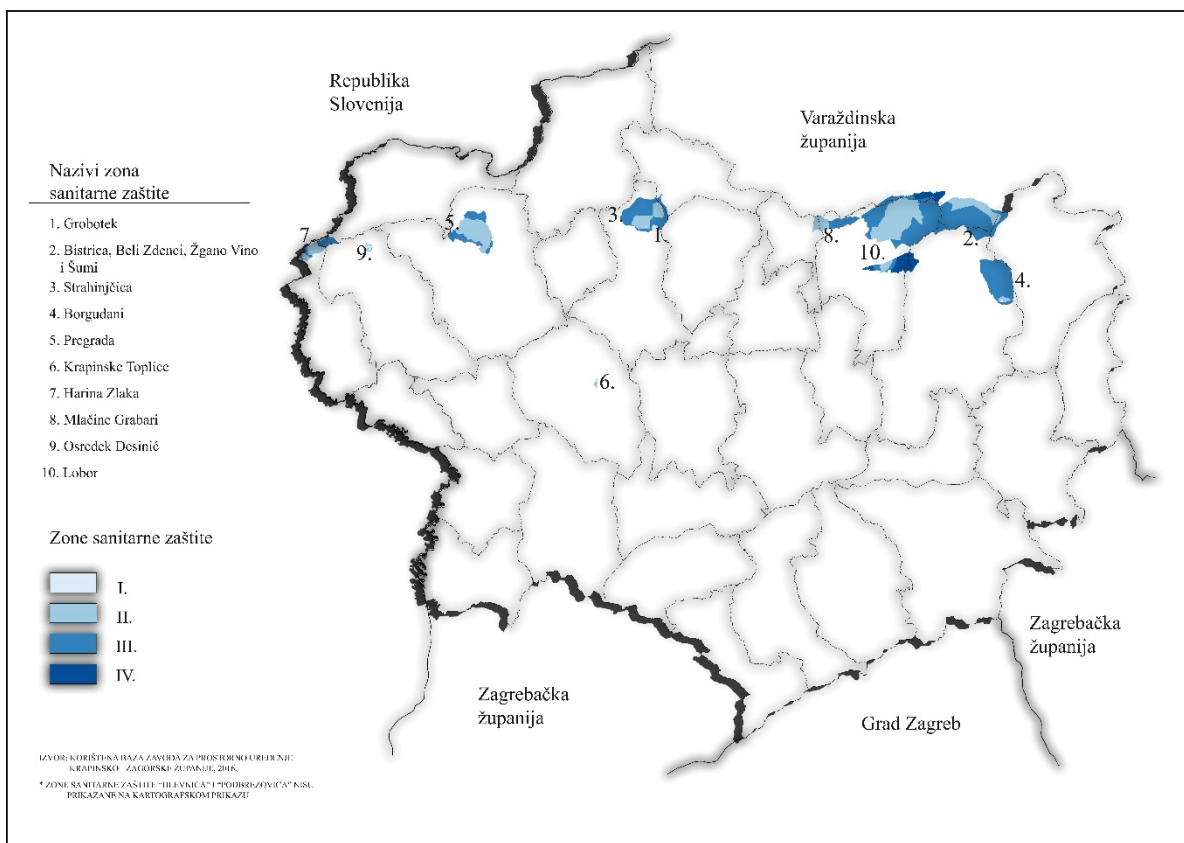 Republika
Slovenija
Varaždinska
županija
Nazivi zona
sanitarne zaštite
1. Grobotek
2. Bistrica, Beli Zdenci, Žgano Vino
i Šumi
3. Strahinjčica
4. Borguđani
5. Pregrada
6. Krapinske Toplice
7. Harina Zlaka
8. Mlačine Grabari
9. Osredek Desinić
10. Lobor
Zone sanitarne zaštite
I.
II.
III.
IV.
7
9.
5.
3.
1.
8.
10.
2.
4.
6.
Zagrebačka
županija
Grad Zagreb
Zagrebačka
županija
IZVOR: KORIŠTENA BAZA ZAVODA ZA PROSTORNO UREĐENJE
KRAPINSKO - ZAGORSKE ŽUPANIJE, 2016.
* ZONE SANITARNE ZAŠTITE I "PODBREZOVICA" NISU
PRIKAZANE NA KARTOGRAFSKOM PRIKAZU